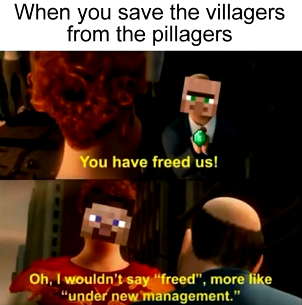 When you save the villagers
from the pillagers
You have freed us!
Oh, I wouldn't say "freed", more like
"under new management."